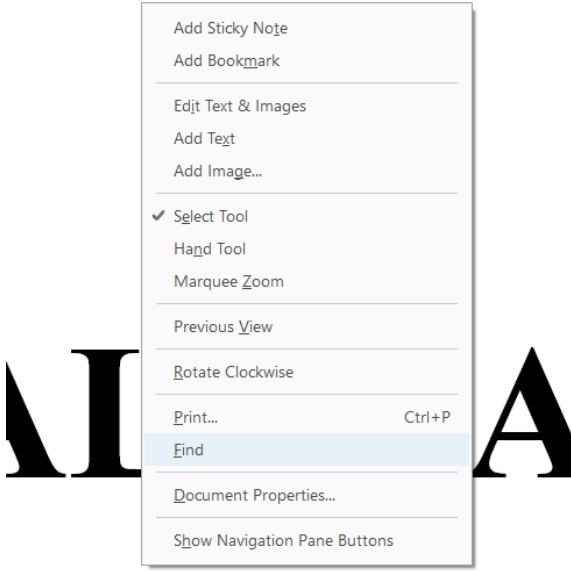 Add Sticky Note
Add Bookmark
Edit Text & Images
Add Text
Add Image...
Select Tool
Hand Tool
Marquee Zoom
Previous View
Rotate Clockwise
Print... Ctrl+P
Find
Document Properties...
Show Navigation Pane Buttons